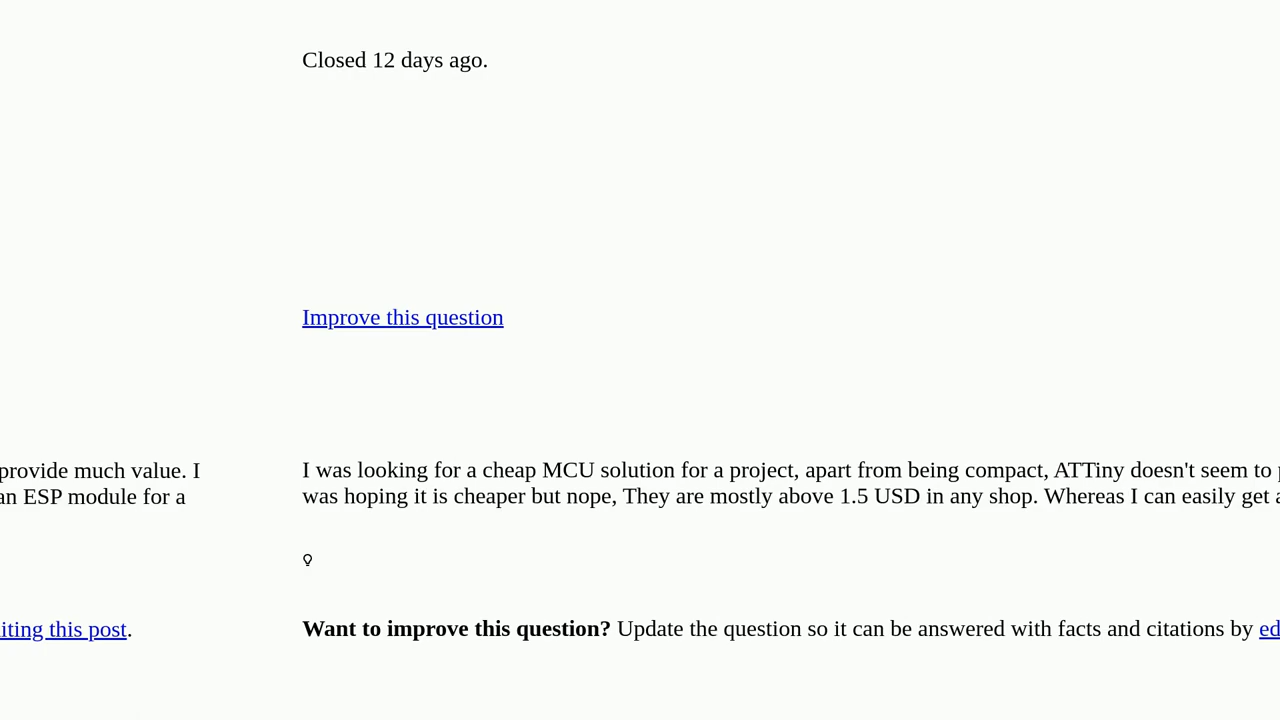 Closed 12 days ago.
Improve this question
provide much value. I
an ESP module for a
I was looking for a cheap MCU solution for a project, apart from being compact, ATTiny doesn't seem to
was hoping it is cheaper but nope, They are mostly above 1.5 USD in any shop. Whereas I can easily get
iting this post.
Want to improve this question? Update the question so it can be answered with facts and citations by ed